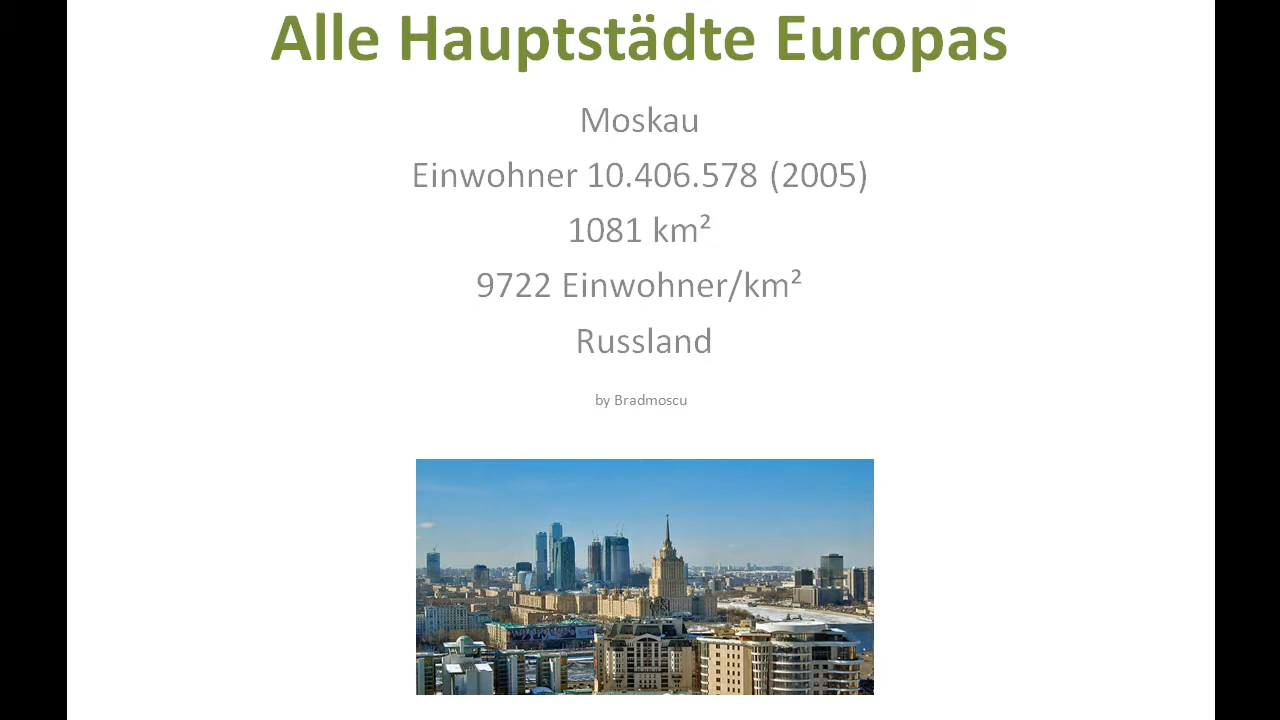 Alle Hauptstädte Europas
Moskau
Einwohner 10.406.578 (2005)
1081 km²
9722 Einwohner/km²
Russland
by Bradmoscu